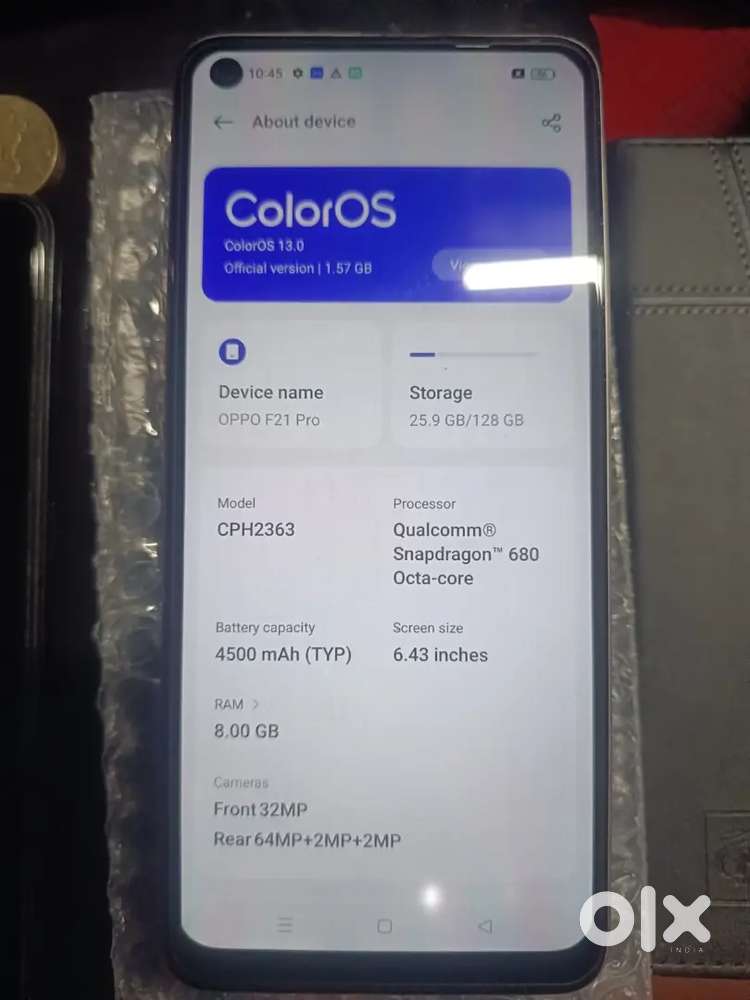 10:45
About device
ColorOS
ColorOS 13.0
Official version | 1.57 GB
Device name
OPPO F21 Pro
Storage
25.9 GB/128 GB
Model
CPH2363
Processor
Qualcomm®
Snapdragon™ 680
Octa-core
Battery capacity
4500 mAh (TYP)
Screen size
6.43 inches
RAM >
8.00 GB
Cameras
Front 32MP
Rear 64MP+2MP+2MP
olx
INDIA